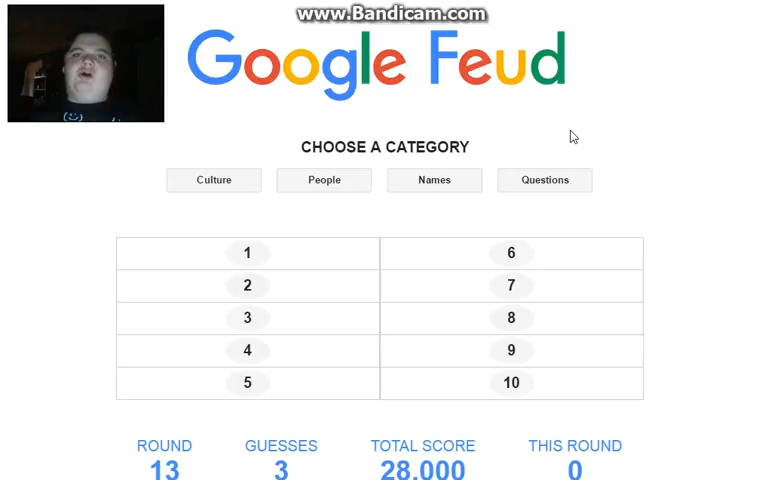 www.Bandicam.com
Google Feud
CHOOSE A CATEGORY
Culture People Names Questions
1 6
2 7
3 8
4 9
5 10
ROUND GUESSES TOTAL SCORE THIS ROUND
13 3 28,000 0